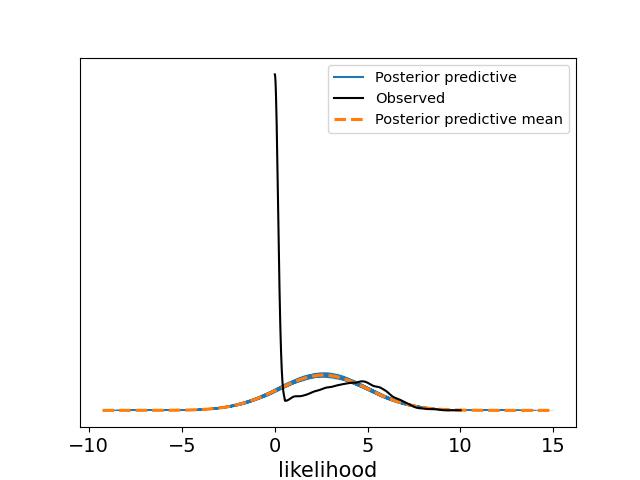 Posterior predictive
Observed
Posterior predictive mean
−10 −5 0 5 10 15
likelihood